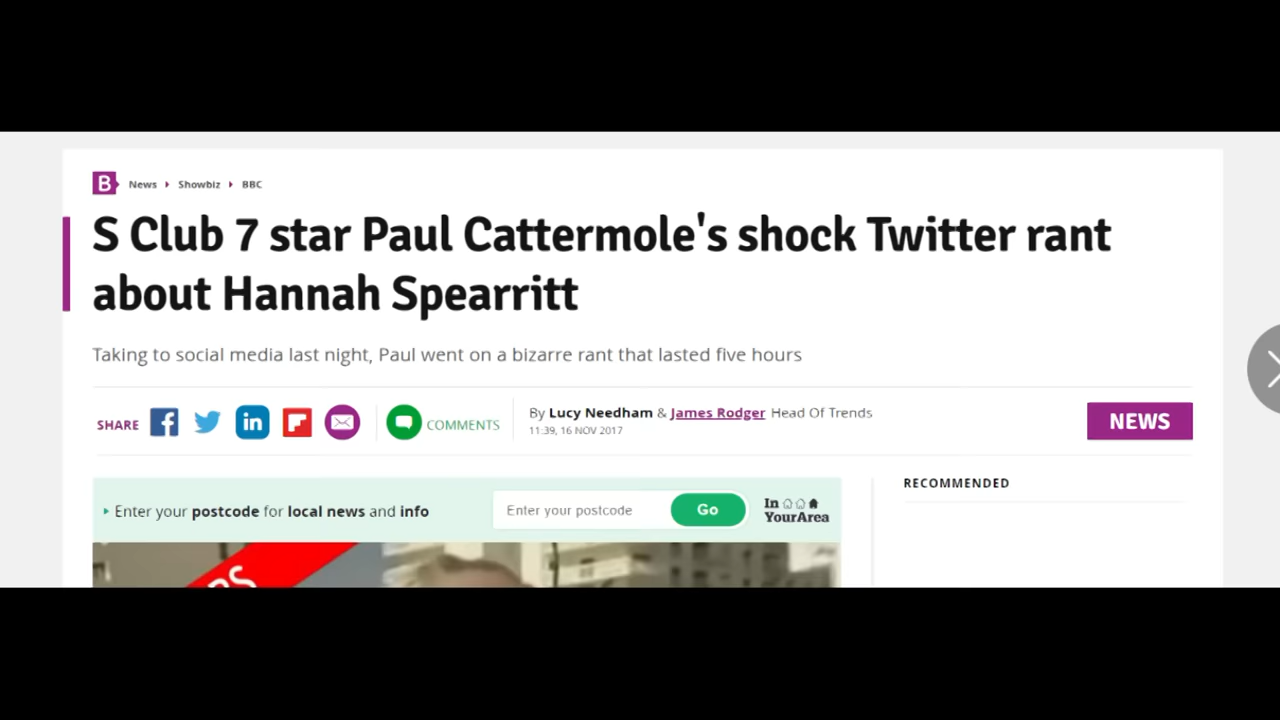 B News Showbiz BBC
S Club 7 star Paul Cattermole's shock Twitter rant
about Hannah Spearritt
Taking to social media last night, Paul went on a bizarre rant that lasted five hours
SHARE in COMMENTS By Lucy Needham & James Rodger Head Of Trends
11:39, 16 NOV 2017
NEWS
RECOMMENDED
Enter your postcode for local news and info Enter your postcode Go In
YourArea